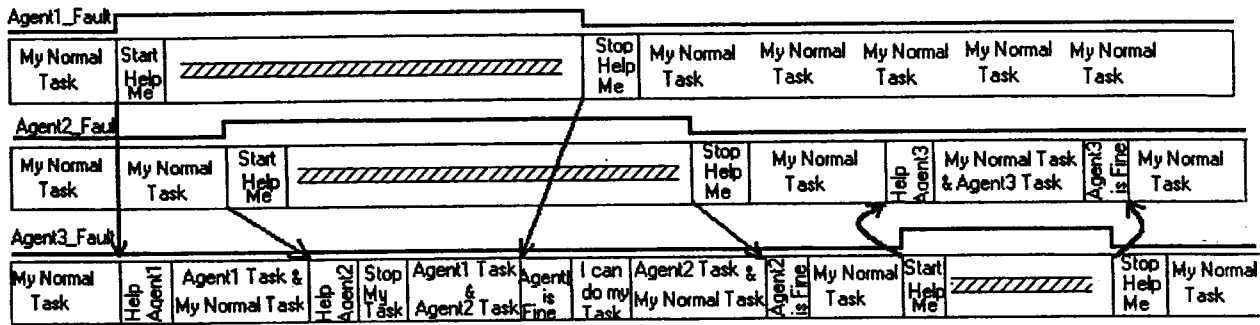 Agent1_Fault
My Normal
Task
Start
Help
Me
Stop
Help
Me
My Normal
Task
My Normal
Task
My Normal
Task
My Normal
Task
My Normal
Task
Agent2_Fault
My Normal
Task
My Normal
Task
Start
Help
Me
Stop
Help
Me
My Normal
Task
Help
Agent3
My Normal Task
& Agent3 Task
Agent3
is Fine
My Normal
Task
Agent3_Fault
My Normal
Task
Help
Agent1
Agent1 Task &
My Normal Task
Help
Agent2
Stop
My
Task
Agent1 Task
&
Agent2 Task
Agent1
is
Fine
I can
do my
Task
Agent2 Task &
My Normal Task
Agent2
is Fine
My Normal
Task
Start
Help
Me
Stop
Help
Me
My Normal
Task